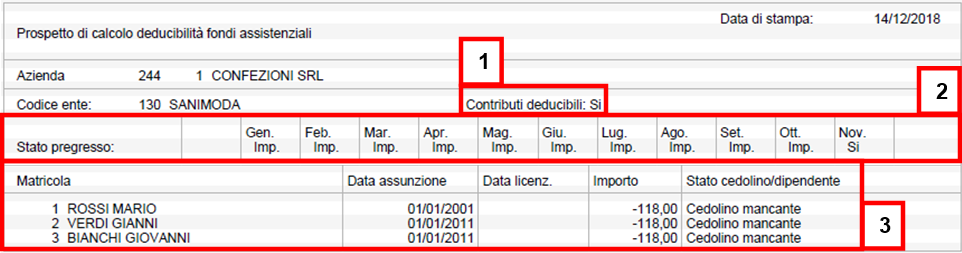 Data di stampa: 14/12/2018
Prospetto di calcolo deducibilità fondi assistenziali
1
Azienda 244 1 CONFEZIONI SRL
2
Codice ente: 130 SANIMODA Contributi deducibili: Si
Gen. Feb. Mar. Apr. Mag. Giu. Lug. Ago. Set. Ott. Nov.
Stato pregresso: Imp. Imp. Imp. Imp. Imp. Imp. Imp. Imp. Imp. Imp. Si
Matricola Data assunzione Data licenz. Importo Stato cedolino/dipendente
1 ROSSI MARIO 01/01/2001 -118,00 Cedolino mancante
2 VERDI GIANNI 01/01/2011 -118,00 Cedolino mancante
3 BIANCHI GIOVANNI 01/01/2011 -118,00 Cedolino mancante
3